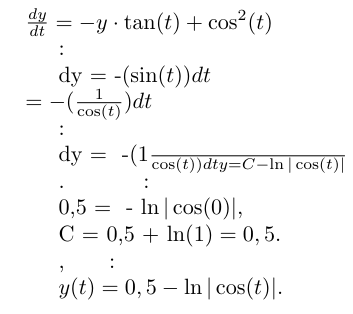 dy/dt = −y · tan(t) + cos²(t)
:
dy = -(sin(t))dt
= −(1/cos(t))dt
:
dy = -(1/cos(t))dty=C−ln|cos(t)|
. :
0,5 = - ln|cos(0)|,
C = 0,5 + ln(1) = 0,5.
, :
y(t) = 0,5 − ln|cos(t)|.